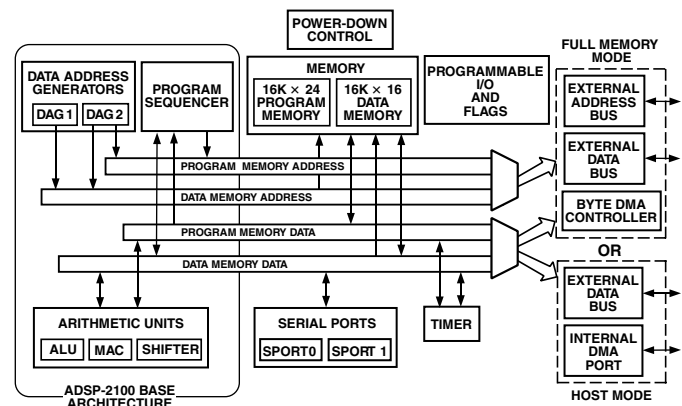 POWER-DOWN
CONTROL
FULL MEMORY
MODE
DATA ADDRESS
GENERATORS
DAG 1
DAG 2
PROGRAM
SEQUENCER
MEMORY
16K × 24
PROGRAM
MEMORY
16K × 16
DATA
MEMORY
PROGRAMMABLE
I/O
AND
FLAGS
EXTERNAL
ADDRESS
BUS
EXTERNAL
DATA
BUS
BYTE DMA
CONTROLLER
PROGRAM MEMORY ADDRESS
DATA MEMORY ADDRESS
PROGRAM MEMORY DATA
DATA MEMORY DATA
OR
EXTERNAL
DATA
BUS
INTERNAL
DMA
PORT
HOST MODE
ARITHMETIC UNITS
ALU
MAC
SHIFTER
SERIAL PORTS
SPORT0
SPORT 1
TIMER
ADSP-2100 BASE
ARCHITECTURE